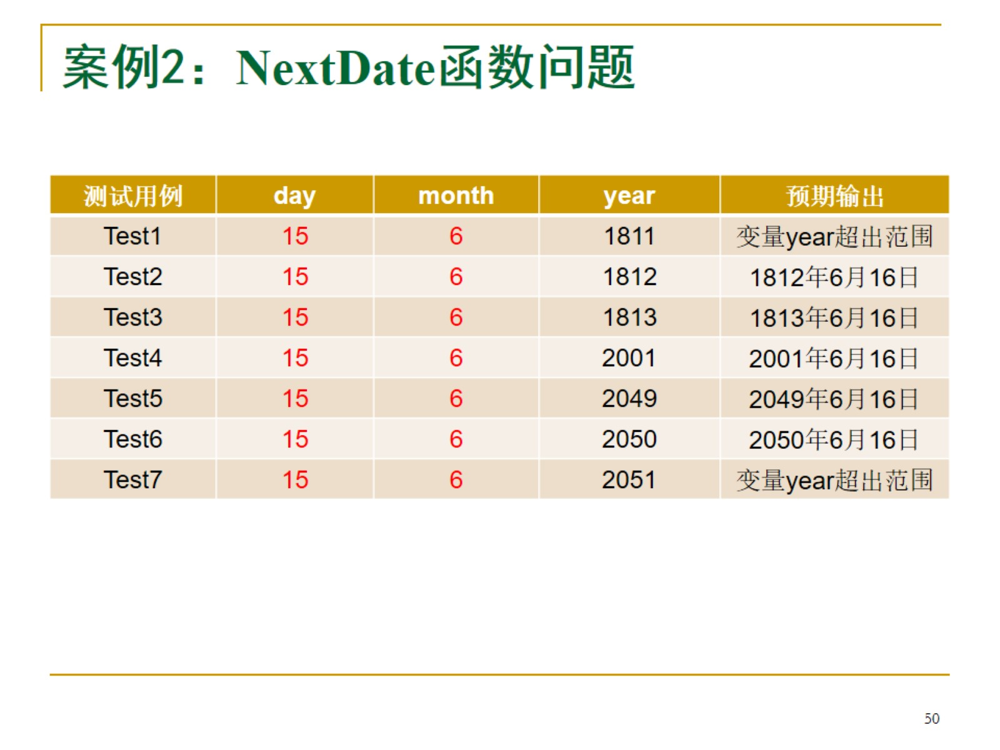 案例2：NextDate函数问题
测试用例 day month year 预期输出
Test1 15 6 1811 变量year超出范围
Test2 15 6 1812 1812年6月16日
Test3 15 6 1813 1813年6月16日
Test4 15 6 2001 2001年6月16日
Test5 15 6 2049 2049年6月16日
Test6 15 6 2050 2050年6月16日
Test7 15 6 2051 变量year超出范围
50